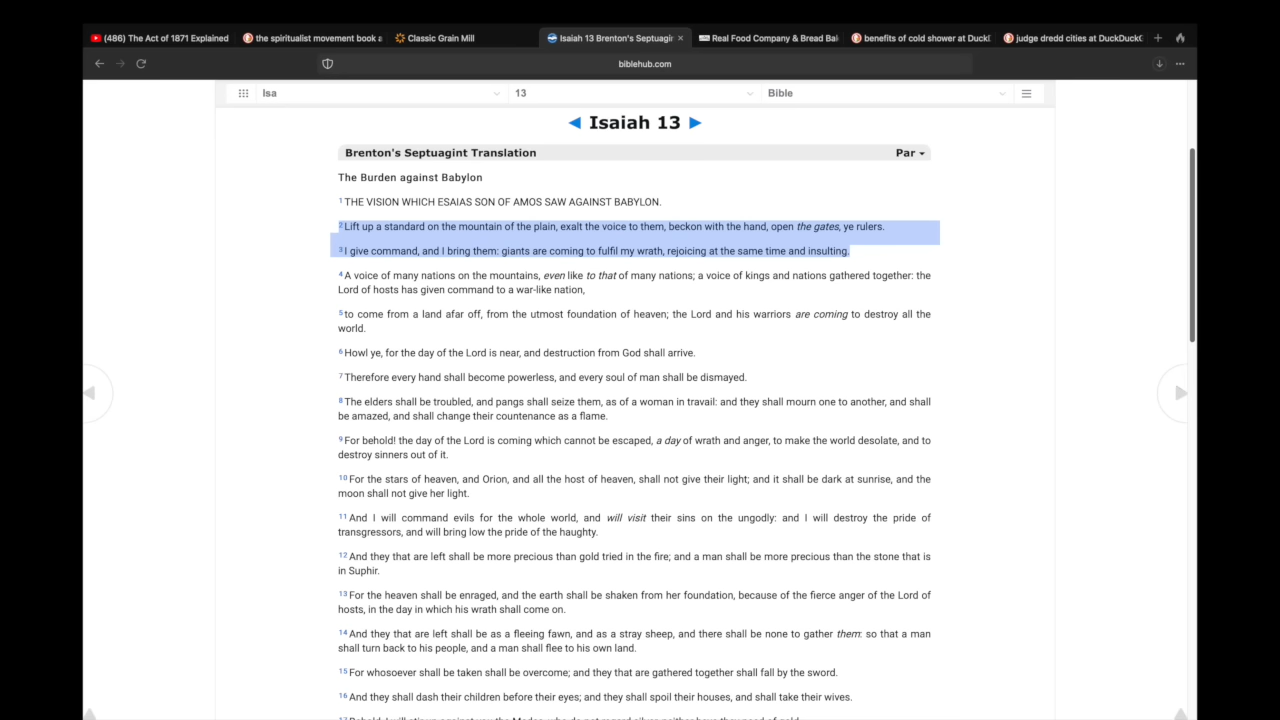 (486) The Act of 1871 Explained
the spiritualist movement book a
Classic Grain Mill
Isaiah 13 Brenton's Septuagir
Real Food Company & Bread Bal
benefits of cold shower at DuckD
judge dredd cities at DuckDuckG
biblehub.com
Isa 13 Bible
Isaiah 13
Brenton's Septuagint Translation Par
The Burden against Babylon
1 THE VISION WHICH ESAIAS SON OF AMOS SAW AGAINST BABYLON.
2 Lift up a standard on the mountain of the plain, exalt the voice to them, beckon with the hand, open the gates, ye rulers.
3 I give command, and I bring them: giants are coming to fulfil my wrath, rejoicing at the same time and insulting.
4 A voice of many nations on the mountains, even like to that of many nations; a voice of kings and nations gathered together: the
Lord of hosts has given command to a war-like nation,
5 to come from a land afar off, from the utmost foundation of heaven; the Lord and his warriors are coming to destroy all the
world.
6 Howl ye, for the day of the Lord is near, and destruction from God shall arrive.
7 Therefore every hand shall become powerless, and every soul of man shall be dismayed.
8 The elders shall be troubled, and pangs shall seize them, as of a woman in travail: and they shall mourn one to another, and shall
be amazed, and shall change their countenance as a flame.
9 For behold! the day of the Lord is coming which cannot be escaped, a day of wrath and anger, to make the world desolate, and to
destroy sinners out of it.
10 For the stars of heaven, and Orion, and all the host of heaven, shall not give their light; and it shall be dark at sunrise, and the
moon shall not give her light.
11 And I will command evils for the whole world, and will visit their sins on the ungodly: and I will destroy the pride of
transgressors, and will bring low the pride of the haughty.
12 And they that are left shall be more precious than gold tried in the fire; and a man shall be more precious than the stone that is
in Suphir.
13 For the heaven shall be enraged, and the earth shall be shaken from her foundation, because of the fierce anger of the Lord of
hosts, in the day in which his wrath shall come on.
14 And they that are left shall be as a fleeing fawn, and as a stray sheep, and there shall be none to gather them: so that a man
shall turn back to his people, and a man shall flee to his own land.
15 For whosoever shall be taken shall be overcome; and they that are gathered together shall fall by the sword.
16 And they shall dash their children before their eyes; and they shall spoil their houses, and shall take their wives.